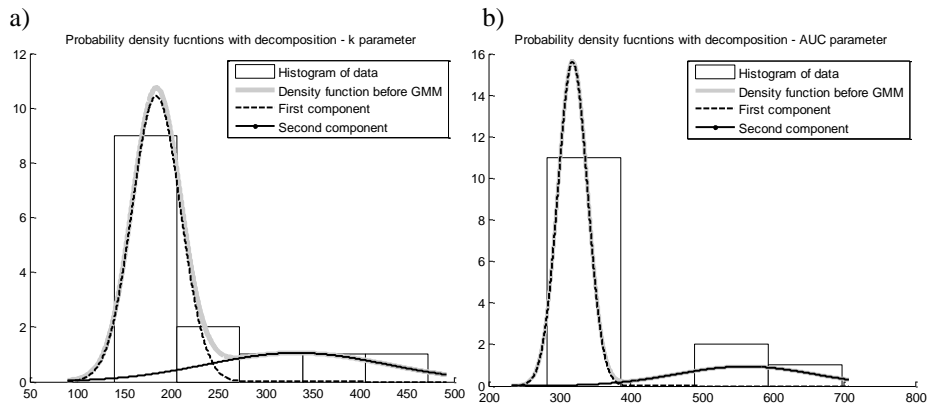 a)
Probability density fucntions with decomposition - k parameter
12
10
8
6
4
2
0
50
100
150
200
250
300
350
400
450
500
Histogram of data
Density function before GMM
First component
Second component
b)
Probability density fucntions with decomposition - AUC parameter
16
14
12
10
8
6
4
2
0
200
300
400
500
600
700
800
Histogram of data
Density function before GMM
First component
Second component